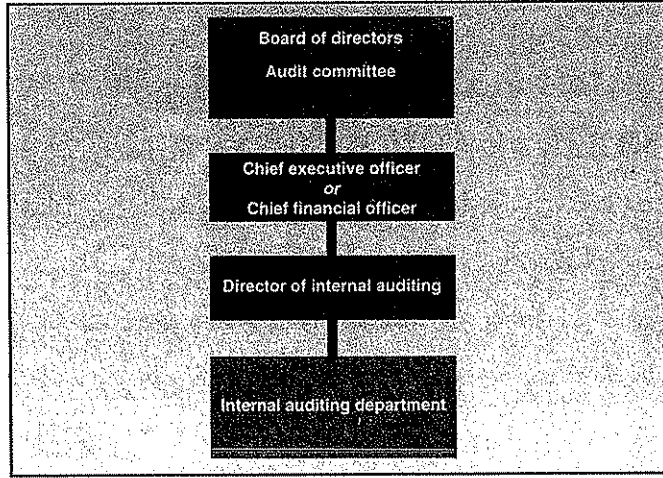 Board of directors
Audit committee
Chief executive officer
or
Chief financial officer
Director of internal auditing
Internal auditing department